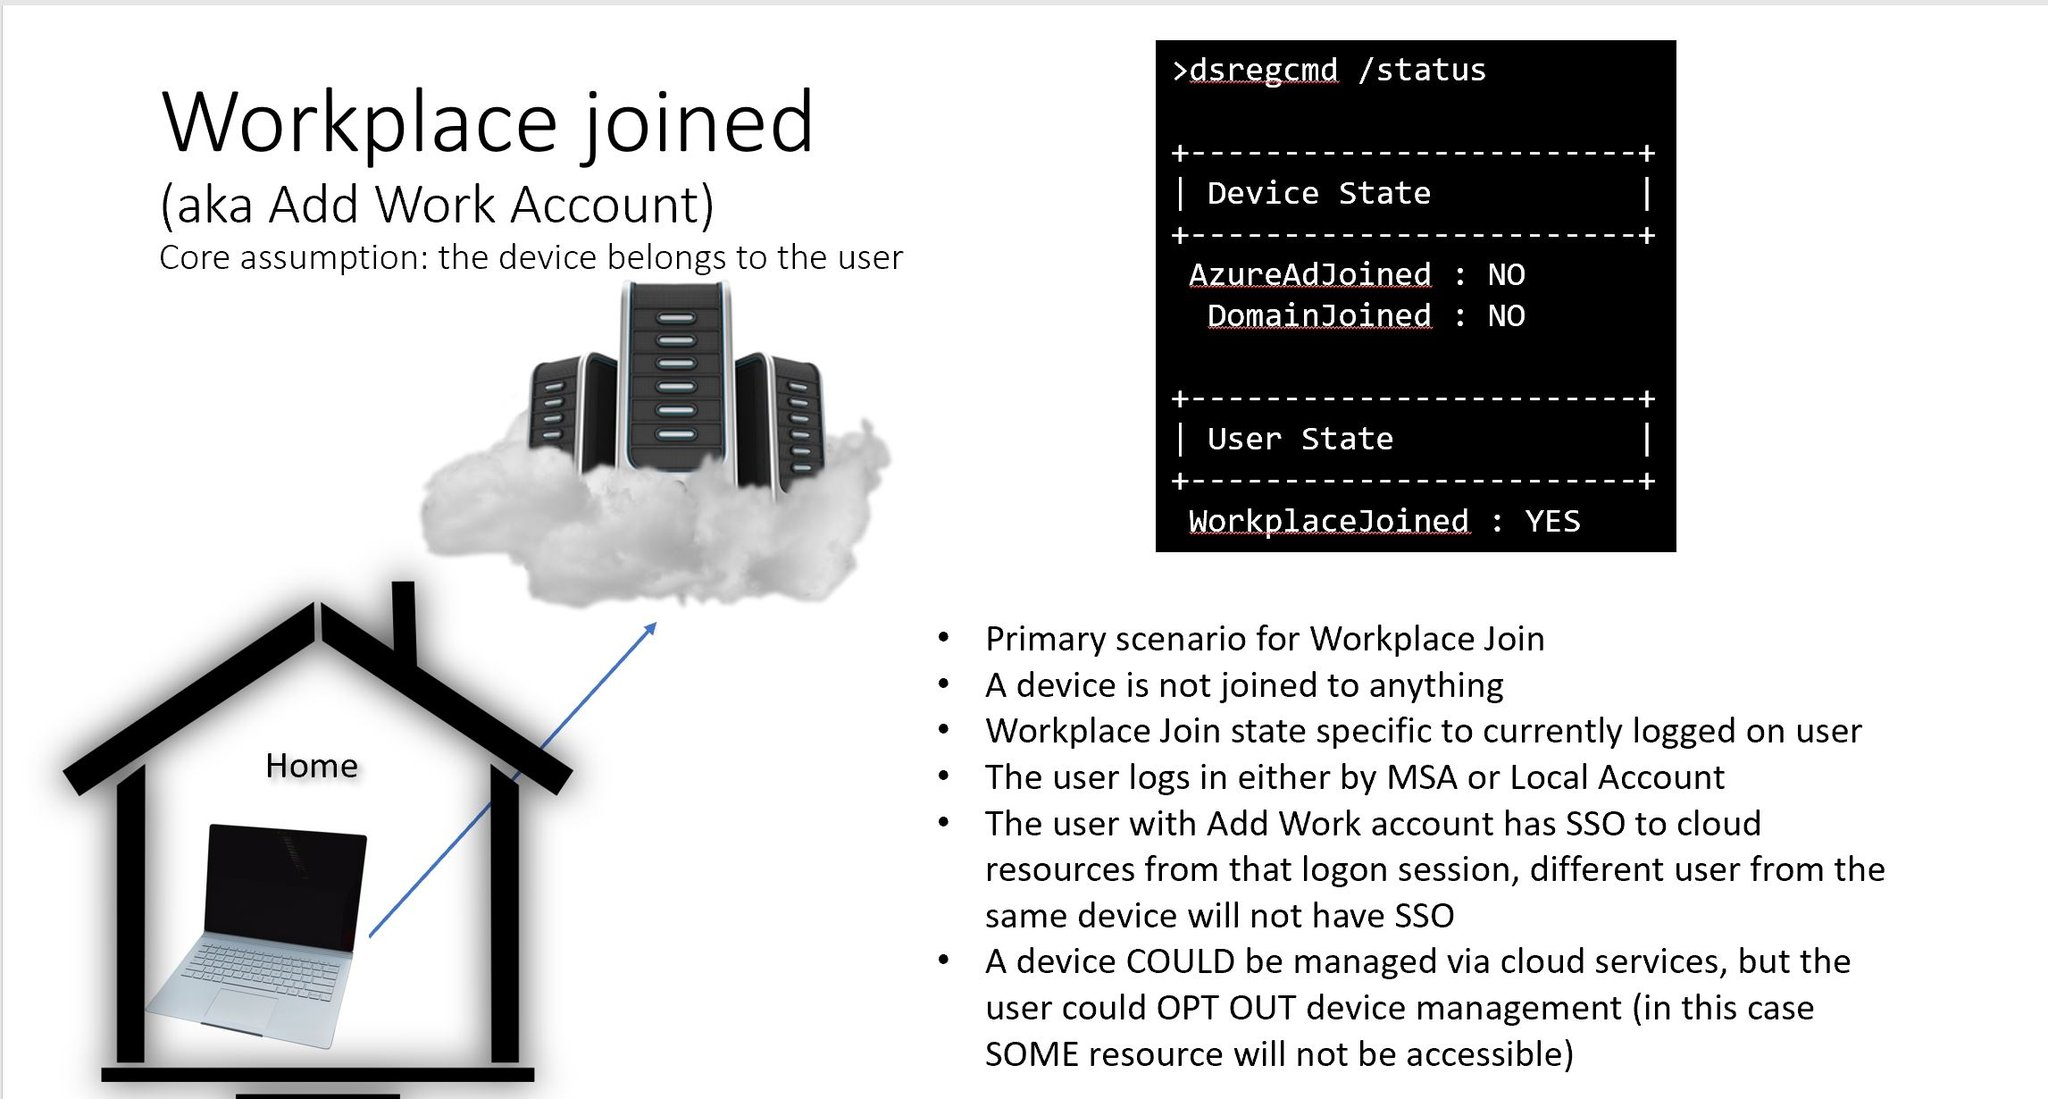 Workplace joined
(aka Add Work Account)
Core assumption: the device belongs to the user
>dsregcmd /status
+------------------------+
| Device State |
+------------------------+
AzureAdJoined : NO
DomainJoined : NO
+------------------------+
| User State |
+------------------------+
WorkplaceJoined : YES
Home
• Primary scenario for Workplace Join
• A device is not joined to anything
• Workplace Join state specific to currently logged on user
• The user logs in either by MSA or Local Account
• The user with Add Work account has SSO to cloud
resources from that logon session, different user from the
same device will not have SSO
• A device COULD be managed via cloud services, but the
user could OPT OUT device management (in this case
SOME resource will not be accessible)